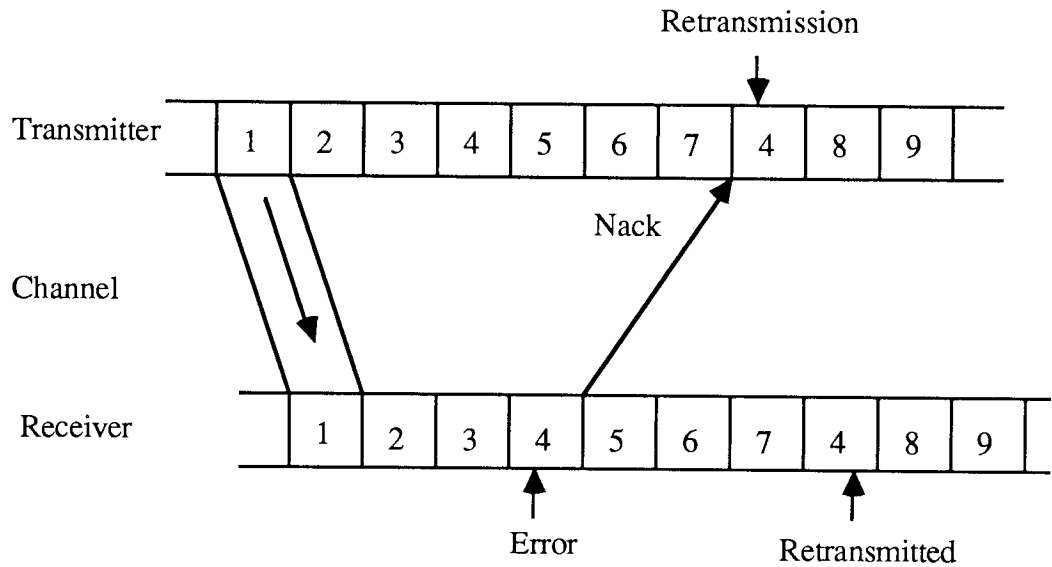 Retransmission
Transmitter
1 2 3 4 5 6 7 4 8 9
Nack
Channel
Receiver
1 2 3 4 5 6 7 4 8 9
Error
Retransmitted